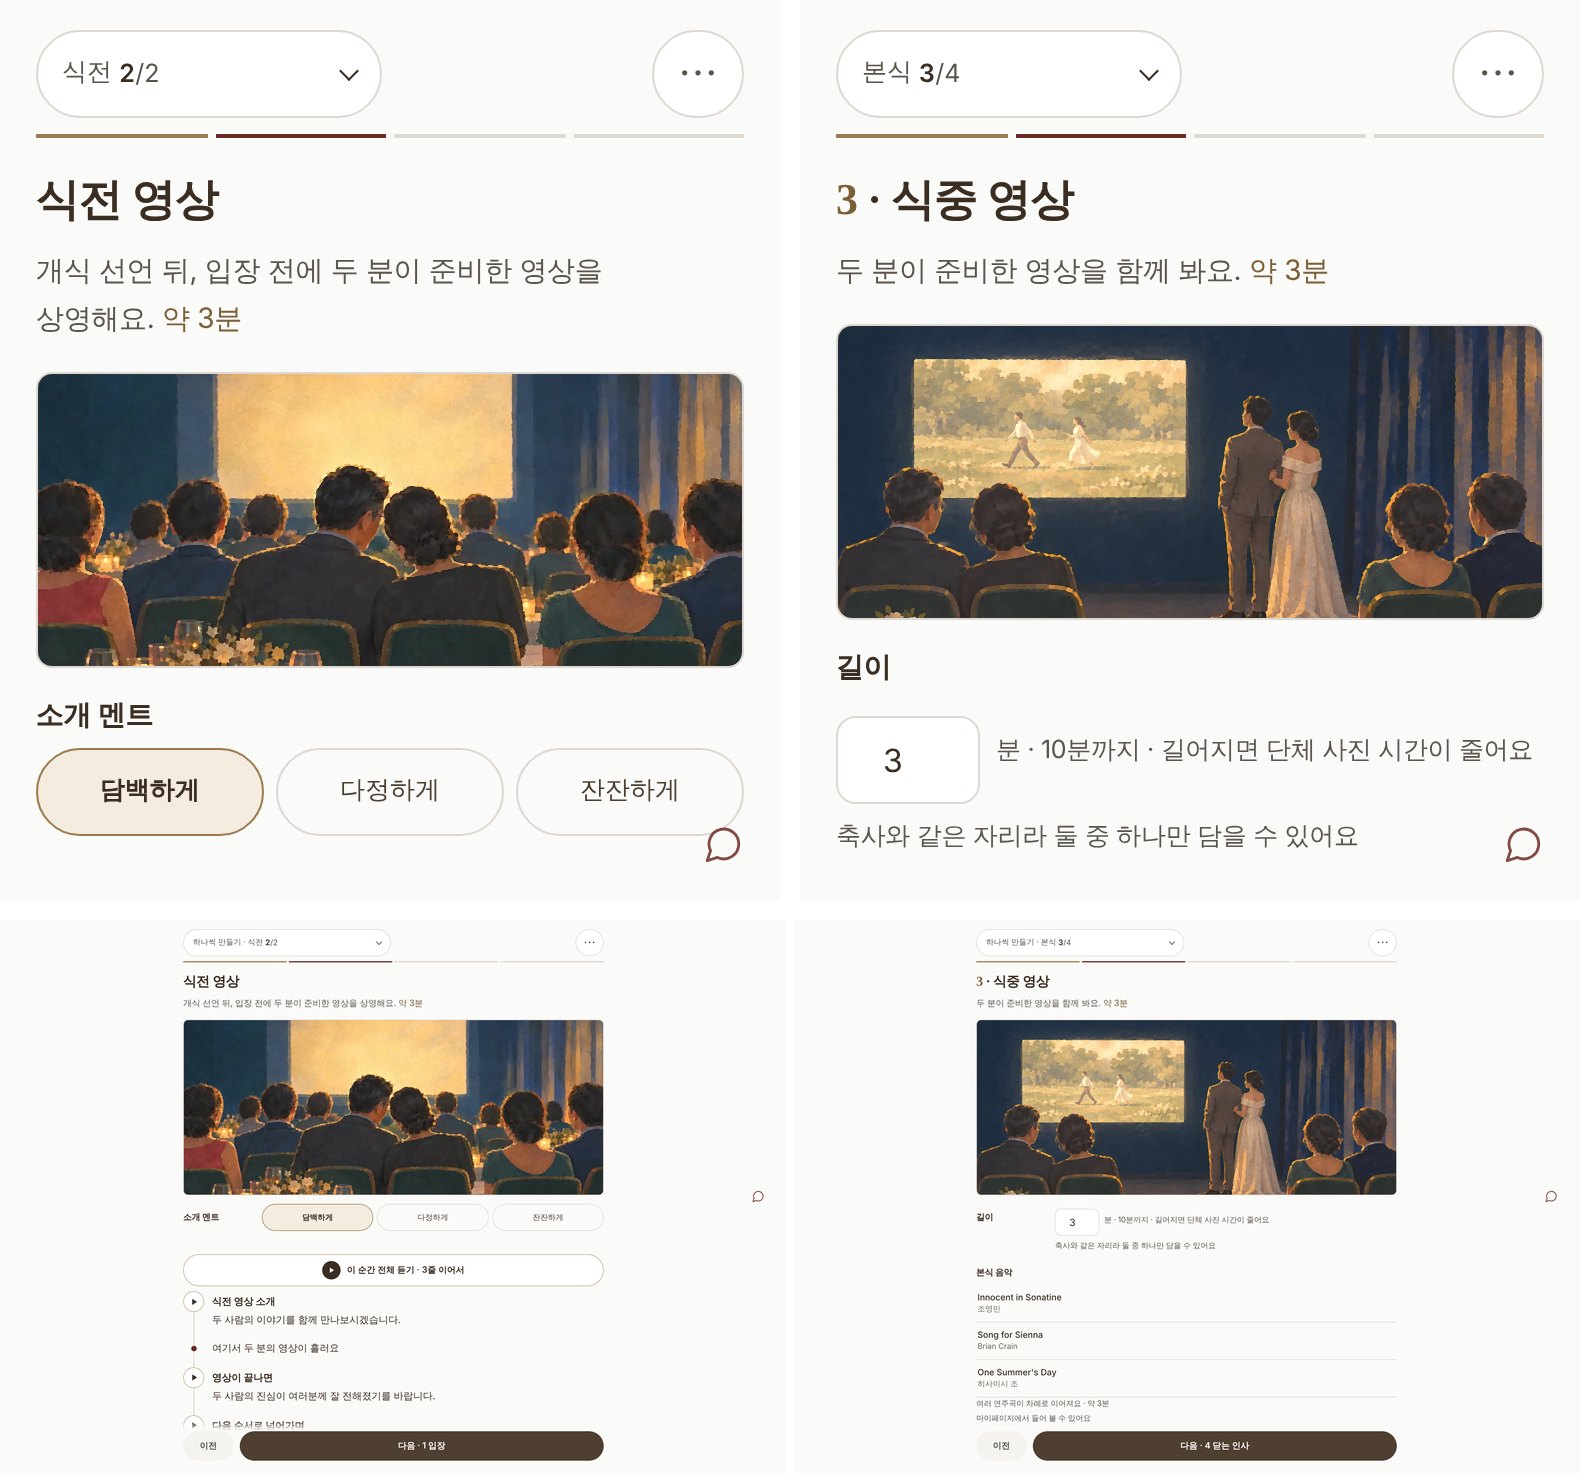 식전 2/2
식전 영상
개식 선언 뒤, 입장 전에 두 분이 준비한 영상을
상영해요. 약 3분
소개 멘트
담백하게
다정하게
잔잔하게
본식 3/4
3 · 식중 영상
두 분이 준비한 영상을 함께 봐요. 약 3분
길이
3
분 · 10분까지 · 길어지면 단체 사진 시간이 줄어요
축사와 같은 자리라 둘 중 하나만 담을 수 있어요
하나씩 만들기 · 식전 2/2
식전 영상
개식 선언 뒤, 입장 전에 두 분이 준비한 영상을 상영해요. 약 3분
소개 멘트
담백하게
다정하게
잔잔하게
이 순간 전체 듣기 · 3줄 이어서
식전 영상 소개
두 사람의 이야기를 함께 만나보시겠습니다.
여기서 두 분의 영상이 흘러요
영상이 끝나면
두 사람의 진심이 여러분께 잘 전해졌기를 바랍니다.
다음 순서로 넘어가며
이전
다음 · 1 입장
하나씩 만들기 · 본식 3/4
3 · 식중 영상
두 분이 준비한 영상을 함께 봐요. 약 3분
길이
3
분 · 10분까지 · 길어지면 단체 사진 시간이 줄어요
축사와 같은 자리라 둘 중 하나만 담을 수 있어요
본식 음악
Innocent in Sonatine
조영민
Song for Sienna
Brian Crain
One Summer's Day
히사이시 조
여러 연주곡이 차례로 이어져요 · 약 3분
마이페이지에서 들어 볼 수 있어요
이전
다음 · 4 닫는 인사